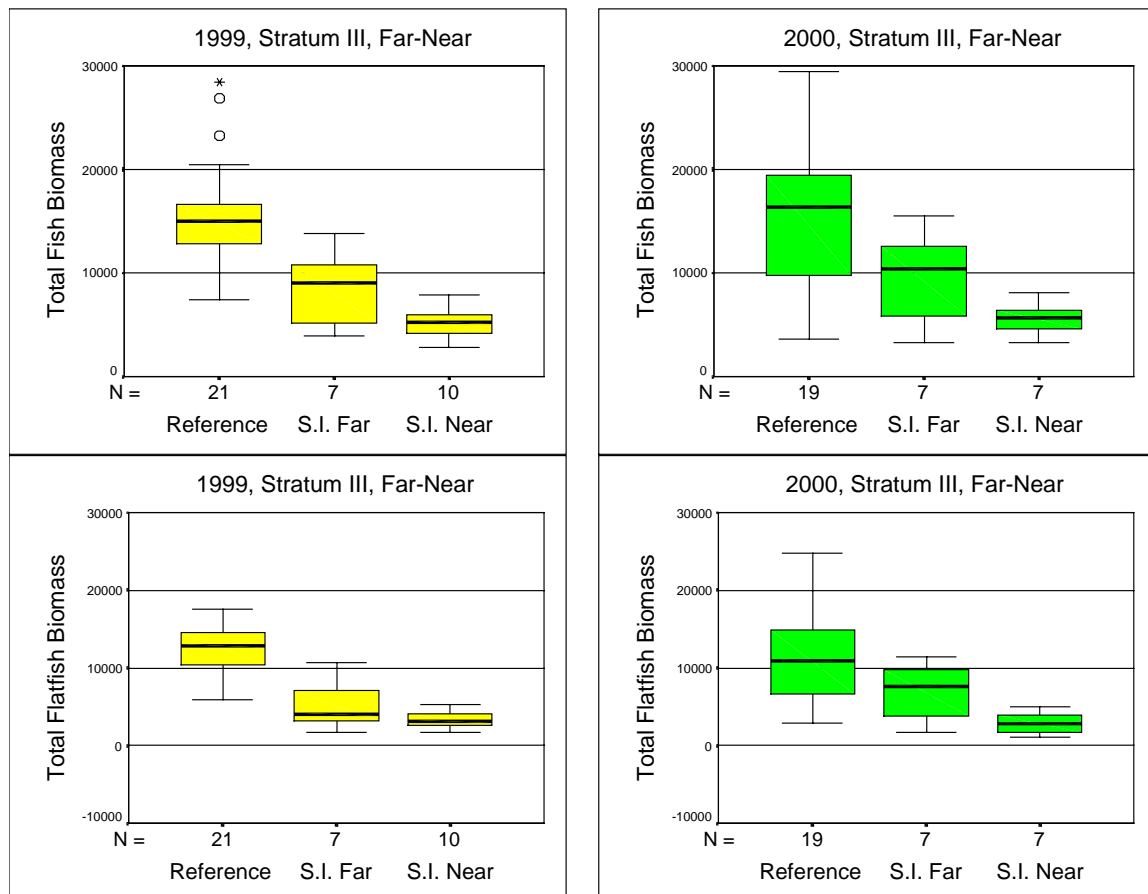 1999, Stratum III, Far-Near
Total Fish Biomass
30000
20000
10000
0
N = 21 7 10
Reference S.I. Far S.I. Near
2000, Stratum III, Far-Near
Total Fish Biomass
30000
20000
10000
0
N = 19 7 7
Reference S.I. Far S.I. Near
1999, Stratum III, Far-Near
Total Flatfish Biomass
30000
20000
10000
0
-10000
N = 21 7 10
Reference S.I. Far S.I. Near
2000, Stratum III, Far-Near
Total Flatfish Biomass
30000
20000
10000
0
-10000
N = 19 7 7
Reference S.I. Far S.I. Near